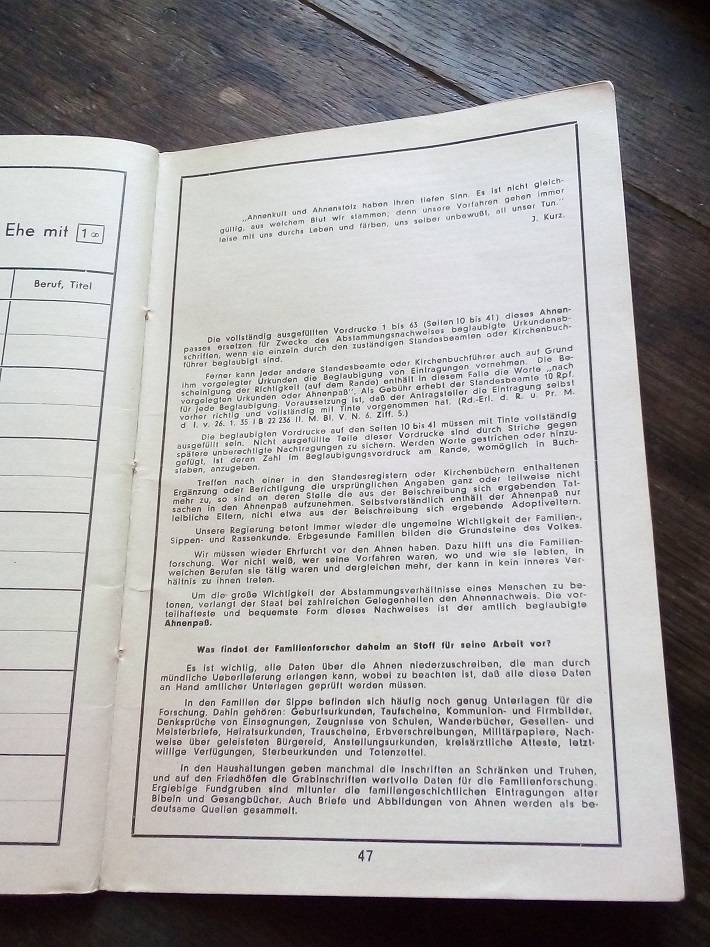 Ehe mit 1 ∞
Beruf, Titel
„Ahnenkult und Ahnenstolz haben ihren tiefen Sinn. Es ist nicht gleich-
gültig, aus welchem Blut wir stammen, denn unsere Vorfahren gehen immer
leise mit uns durchs Leben und färben, uns selber unbewußt, all unser Tun."
J. Kurz.
Die vollständig ausgefüllten Vordrucke 1 bis 63 (Seiten 10 bis 41) dieses Ahnen-
passes ersetzen für Zwecke des Abstammungsnachweises beglaubigte Urkundenab-
schriften, wenn sie einzeln durch den zuständigen Standesbeamten oder Kirchenbuch-
führer beglaubigt sind.
Ferner kann jeder andere Standesbeamte oder Kirchenbuchführer auch auf Grund
ihm vorgelegter Urkunden die Beglaubigung von Eintragungen vornehmen. Die Be-
scheinigung der Richtigkeit (auf dem Rande) enthält in diesem Falle die Worte „nach
vorgelegten Urkunden oder Ahnenpaß". Als Gebühr erhebt der Standesbeamte 10 Rpf.
für jede Beglaubigung. Voraussetzung ist, daß der Antragsteller die Eintragung selbst
vorher richtig und vollständig mit Tinte vorgenommen hat. (Rd.-Erl. d. R. u. Pr. M.
d I. v. 26. 1. 35 I B 22 236 II. M. Bl. V. N. 6. Ziff. 5.)
Die beglaubigten Vordrucke auf den Seiten 10 bis 41 müssen mit Tinte vollständig
ausgefüllt sein. Nicht ausgefüllte Teile dieser Vordrucke sind durch Striche gegen
spätere unberechtigte Nachtragungen zu sichern. Werden Worte gestrichen oder hinzu-
gefügt, ist deren Zahl im Beglaubigungsvordruck am Rande, womöglich in Buch-
staben, anzugeben.
Treffen nach einer in den Standesregistern oder Kirchenbüchern enthaltenen
Ergänzung oder Berichtigung die ursprünglichen Angaben ganz oder teilweise nicht
mehr zu, so sind an deren Stelle die aus der Beischreibung sich ergebenden Tat-
sachen in den Ahnenpaß aufzunehmen. Selbstverständlich enthält der Ahnenpaß nur
leibliche Eltern, nicht etwa aus der Beischreibung sich ergebende Adoptiveltern.
Unsere Regierung betont immer wieder die ungemeine Wichtigkeit der Familien-,
Sippen- und Rassenkunde. Erbgesunde Familien bilden die Grundsteine des Volkes.
Wir müssen wieder Ehrfurcht vor den Ahnen haben. Dazu hilft uns die Familien-
forschung. Wer nicht weiß, wer seine Vorfahren waren, wo und wie sie lebten, in
welchen Berufen sie tätig waren und dergleichen mehr, der kann in kein inneres Ver-
hältnis zu ihnen treten.
Um die große Wichtigkeit der Abstammungsverhältnisse eines Menschen zu be-
tonen, verlangt der Staat bei zahlreichen Gelegenheiten den Ahnennachweis. Die vor-
teilhafteste und bequemste Form dieses Nachweises ist der amtlich beglaubigte
Ahnenpaß.
Was findet der Familienforscher daheim an Stoff für seine Arbeit vor?
Es ist wichtig, alle Daten über die Ahnen niederzuschreiben, die man durch
mündliche Ueberlieferung erlangen kann, wobei zu beachten ist, daß alle diese Daten
an Hand amtlicher Unterlagen geprüft werden müssen.
In den Familien der Sippe befinden sich häufig noch genug Unterlagen für die
Forschung. Dahin gehören: Geburtsurkunden, Taufscheine, Kommunion- und Firmbilder,
Denksprüche von Einsegnungen, Zeugnisse von Schulen, Wanderbücher, Gesellen- und
Meisterbriefe, Heiratsurkunden, Trauscheine, Erbverschreibungen, Militärpapiere, Nach-
weise über geleisteten Bürgereid, Anstellungsurkunden, kreisärztliche Atteste, letzt-
willige Verfügungen, Sterbeurkunden und Totenzettel.
In den Haushaltungen geben manchmal die Inschriften an Schränken und Truhen,
und auf den Friedhöfen die Grabinschriften wertvolle Daten für die Familienforschung.
Ergiebige Fundgruben sind mitunter die familiengeschichtlichen Eintragungen alter
Bibeln und Gesangbücher. Auch Briefe und Abbildungen von Ahnen werden als be-
deutsame Quellen gesammelt.
47